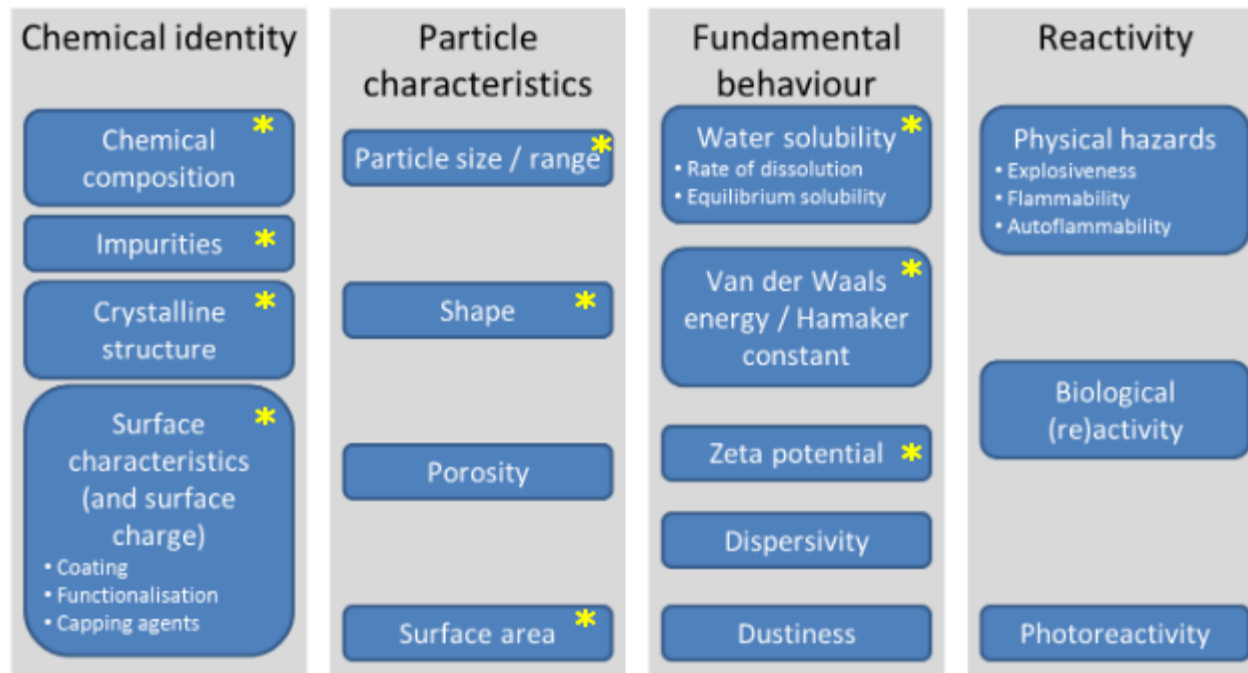 Chemical identity
Chemical *
composition
Impurities *
Crystalline *
structure
Surface *
characteristics
(and surface
charge)
• Coating
• Functionalisation
• Capping agents
Particle
characteristics
Particle size / range *
Shape *
Porosity
Surface area *
Fundamental
behaviour
Water solubility *
• Rate of dissolution
• Equilibrium solubility
Van der Waals *
energy / Hamaker
constant
Zeta potential *
Dispersivity
Dustiness
Reactivity
Physical hazards
• Explosiveness
• Flammability
• Autoflammability
Biological
(re)activity
Photoreactivity